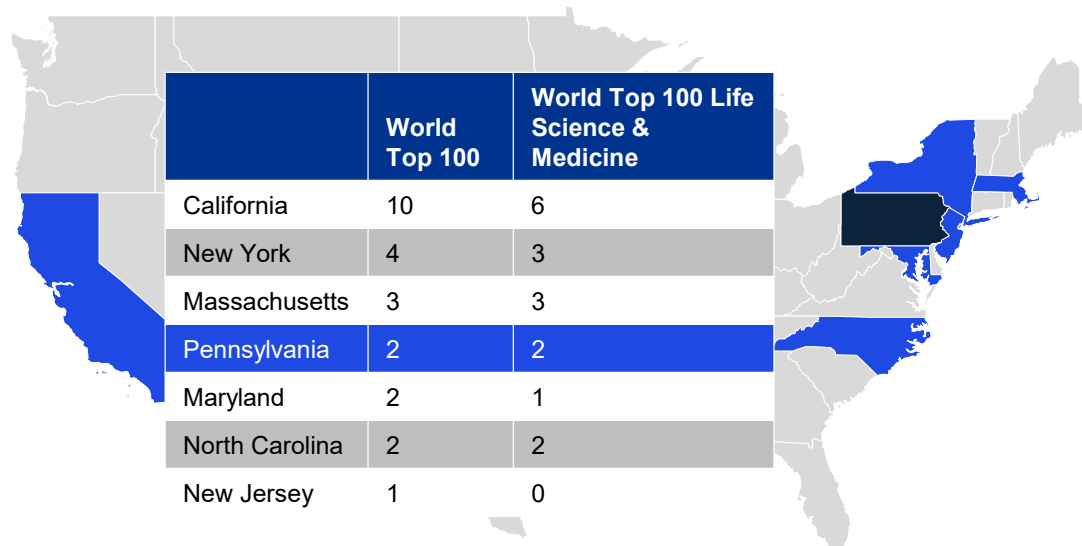 World Top 100 World Top 100 Life Science & Medicine
California 10 6
New York 4 3
Massachusetts 3 3
Pennsylvania 2 2
Maryland 2 1
North Carolina 2 2
New Jersey 1 0